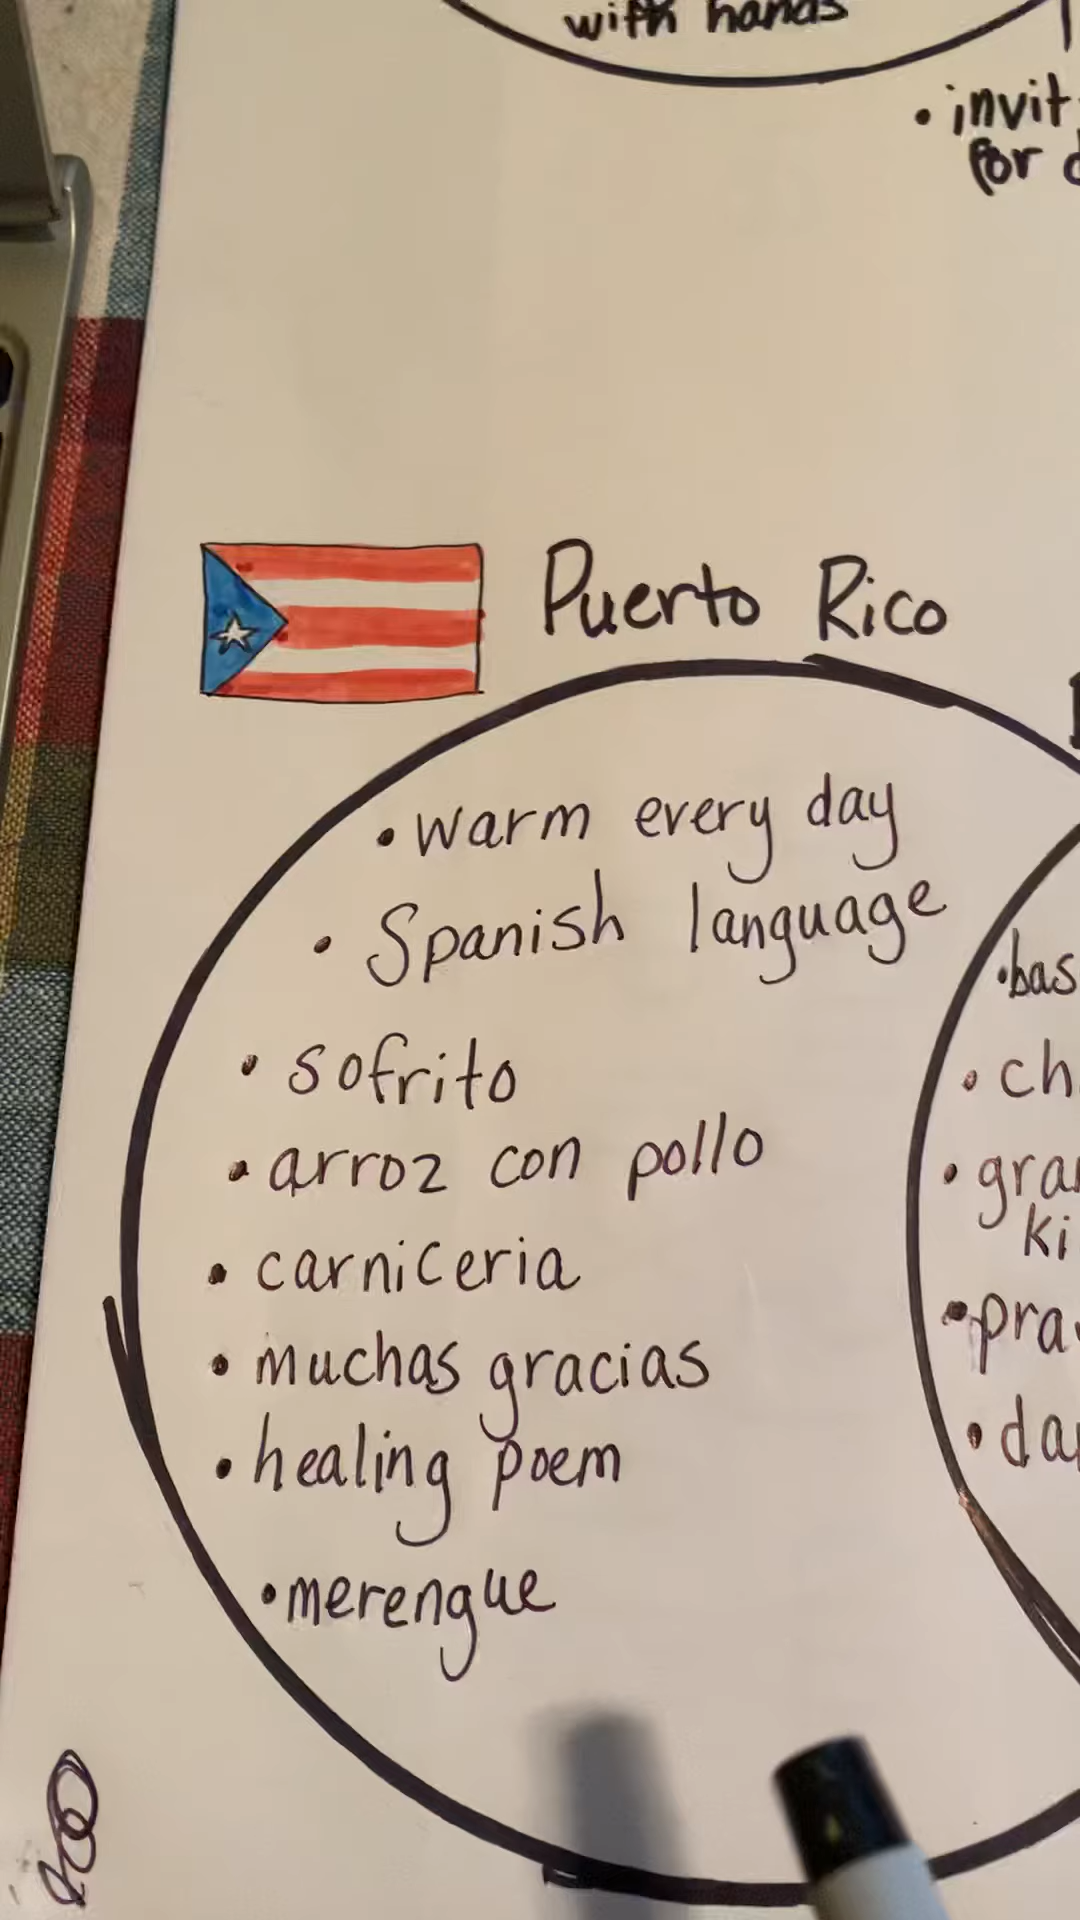 with hands
for
Puerto Rico
• warm every day
• Spanish language
• sofrito
• arroz con pollo
• carniceria
• muchas gracias
• healing poem
• merengue